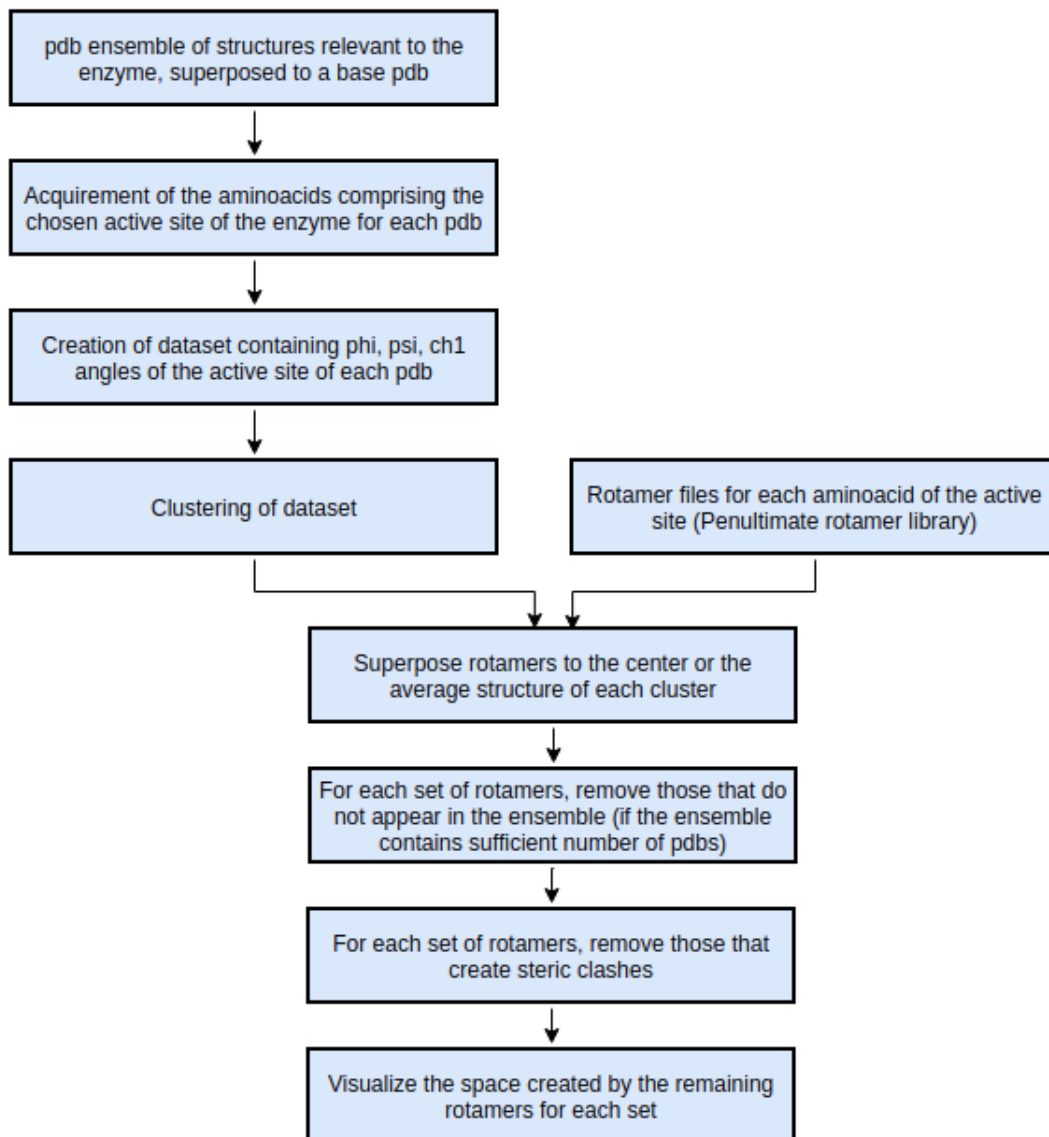 pdb ensemble of structures relevant to the
enzyme, superposed to a base pdb
Acquirement of the aminoacids comprising the
chosen active site of the enzyme for each pdb
Creation of dataset containing phi, psi, ch1
angles of the active site of each pdb
Clustering of dataset
Rotamer files for each aminoacid of the active
site (Penultimate rotamer library)
Superpose rotamers to the center or the
average structure of each cluster
For each set of rotamers, remove those that do
not appear in the ensemble (if the ensemble
contains sufficient number of pdbs)
For each set of rotamers, remove those that
create steric clashes
Visualize the space created by the remaining
rotamers for each set